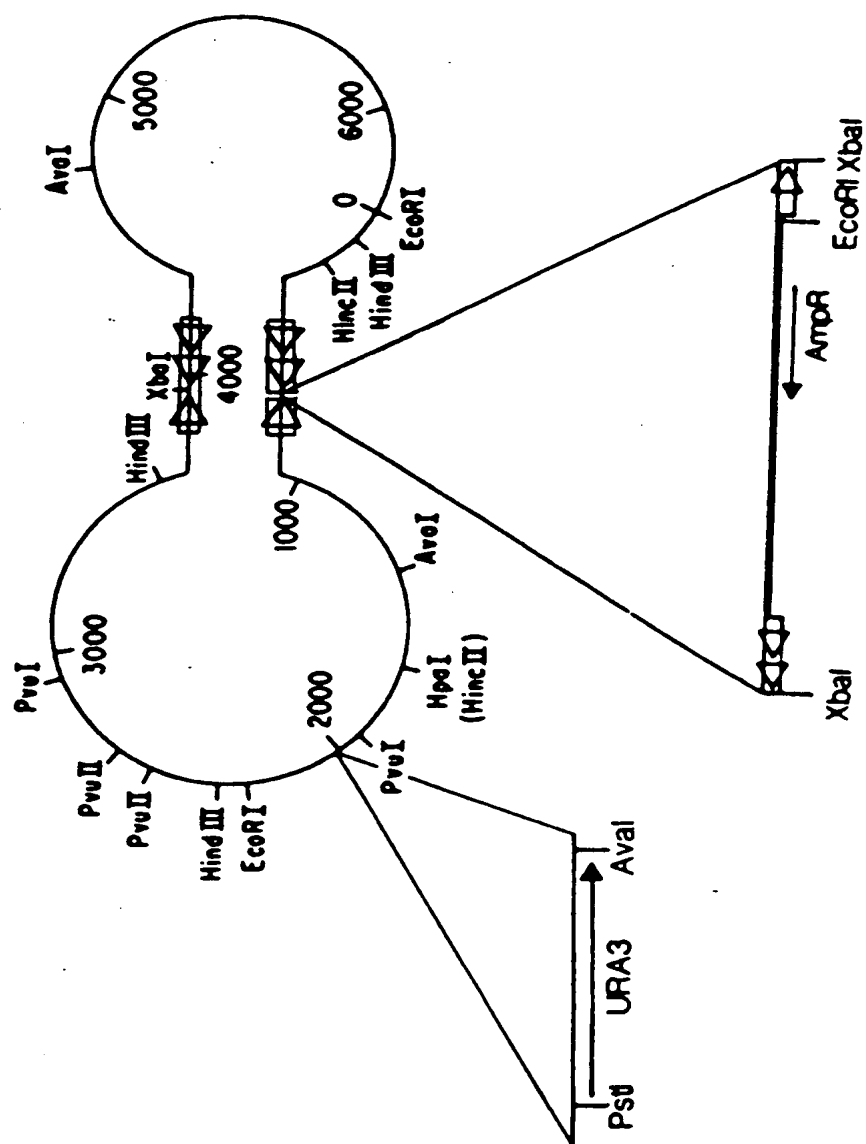 PvuI
PvuII
PvuII
HindIII
EcoRI
3000
HindIII
XbaI
4000
AvaI
5000
6000
0
EcoRI
HindIII
HincII
1000
AvaI
HpaI
(HincII)
PvuI
2000
PstI
URA3
AvaI
XbaI
AmpR
EcoRI XbaI